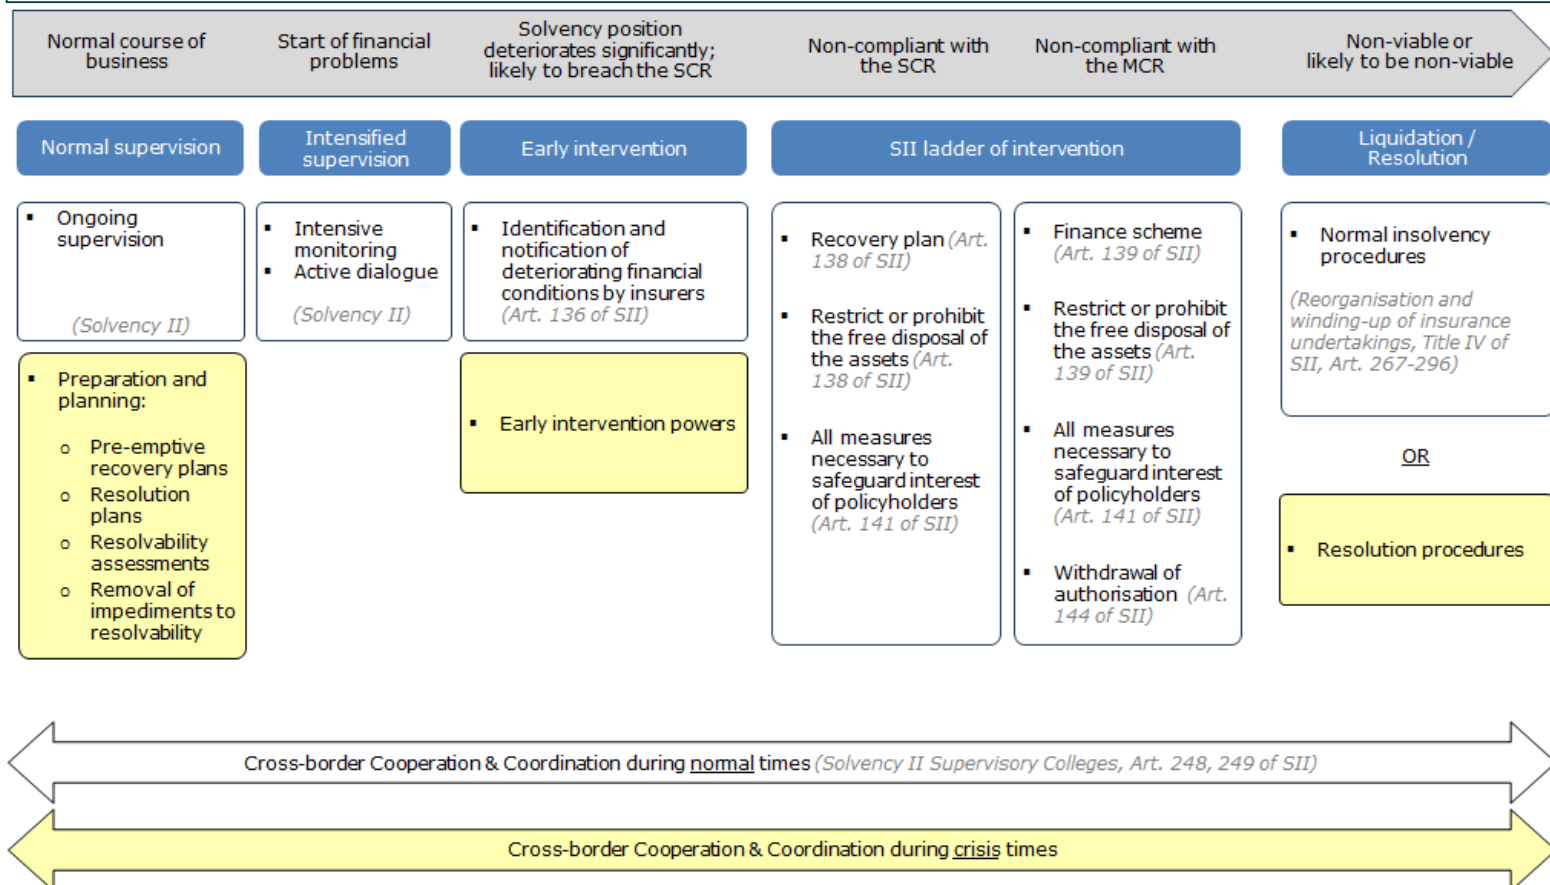 Normal course of
business
Start of financial
problems
Solvency position
deteriorates significantly;
likely to breach the SCR
Non-compliant with
the SCR
Non-compliant with
the MCR
Non-viable or
likely to be non-viable
Normal supervision
Intensified
supervision
Early intervention
SII ladder of intervention
Liquidation /
Resolution
▪ Ongoing
supervision
(Solvency II)
▪ Preparation and
planning:
o Pre-emptive
recovery plans
o Resolution
plans
o Resolvability
assessments
o Removal of
impediments to
resolvability
▪ Intensive
monitoring
▪ Active dialogue
(Solvency II)
▪ Identification and
notification of
deteriorating financial
conditions by insurers
(Art. 136 of SII)
▪ Early intervention powers
▪ Recovery plan (Art.
138 of SII)
▪ Restrict or prohibit
the free disposal of
the assets (Art.
138 of SII)
▪ All measures
necessary to
safeguard interest
of policyholders
(Art. 141 of SII)
▪ Finance scheme
(Art. 139 of SII)
▪ Restrict or prohibit
the free disposal of
the assets (Art.
139 of SII)
▪ All measures
necessary to
safeguard interest
of policyholders
(Art. 141 of SII)
▪ Withdrawal of
authorisation (Art.
144 of SII)
▪ Normal insolvency
procedures
(Reorganisation and
winding-up of insurance
undertakings, Title IV of
SII, Art. 267-296)
OR
▪ Resolution procedures
Cross-border Cooperation & Coordination during normal times (Solvency II Supervisory Colleges, Art. 248, 249 of SII)
Cross-border Cooperation & Coordination during crisis times